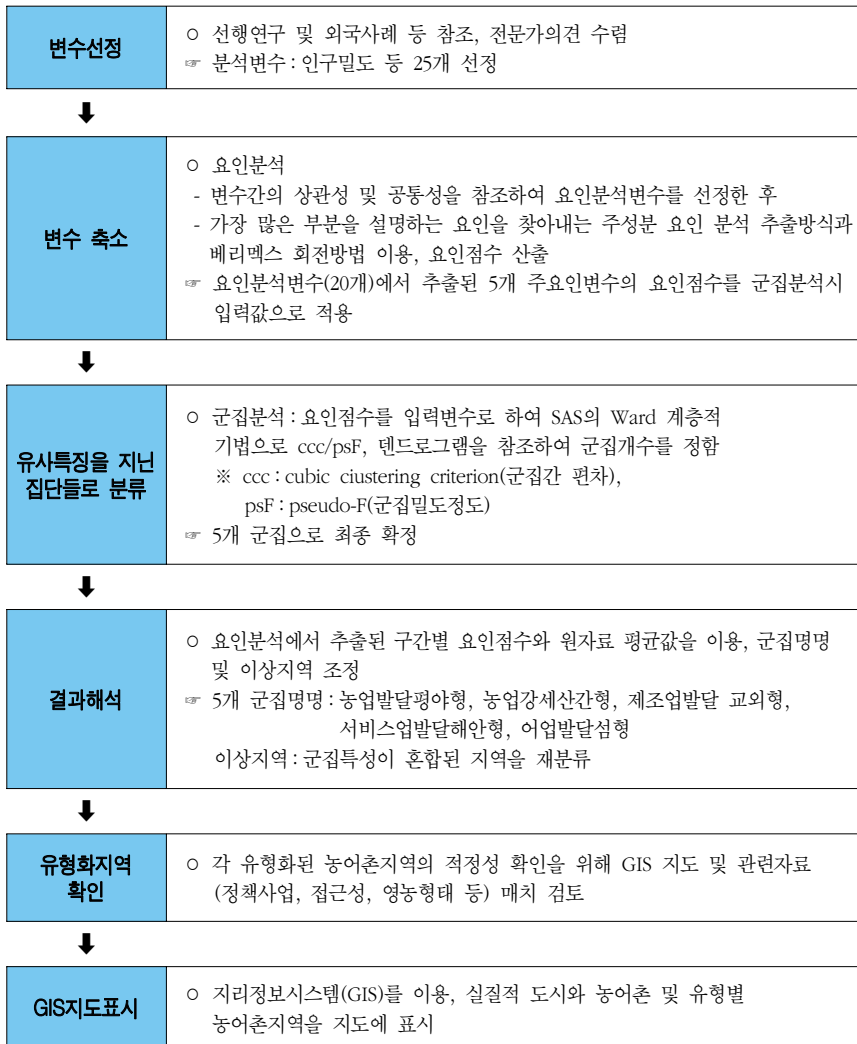 변수선정
○ 선행연구 및 외국사례 등 참조, 전문가의견 수렴
☞ 분석변수 : 인구밀도 등 25개 선정
⬇
변수 축소
○ 요인분석
- 변수간의 상관성 및 공통성을 참조하여 요인분석변수를 선정한 후
- 가장 많은 부분을 설명하는 요인을 찾아내는 주성분 요인 분석 추출방식과
베리멕스 회전방법 이용, 요인점수 산출
☞ 요인분석변수(20개)에서 추출된 5개 주요인변수의 요인점수를 군집분석시
입력값으로 적용
⬇
유사특징을 지닌
집단들로 분류
○ 군집분석 : 요인점수를 입력변수로 하여 SAS의 Ward 계층적
기법으로 ccc/psF, 덴드로그램을 참조하여 군집개수를 정함
※ ccc : cubic ciustering criterion(군집간 편차),
psF : pseudo-F(군집밀도정도)
☞ 5개 군집으로 최종 확정
⬇
결과해석
○ 요인분석에서 추출된 구간별 요인점수와 원자료 평균값을 이용, 군집명명
및 이상지역 조정
☞ 5개 군집명명 : 농업발달평야형, 농업강세산간형, 제조업발달 교외형,
서비스업발달해안형, 어업발달섬형
이상지역 : 군집특성이 혼합된 지역을 재분류
⬇
유형화지역
확인
○ 각 유형화된 농어촌지역의 적정성 확인을 위해 GIS 지도 및 관련자료
(정책사업, 접근성, 영농형태 등) 매치 검토
⬇
GIS지도표시
○ 지리정보시스템(GIS)를 이용, 실질적 도시와 농어촌 및 유형별
농어촌지역을 지도에 표시